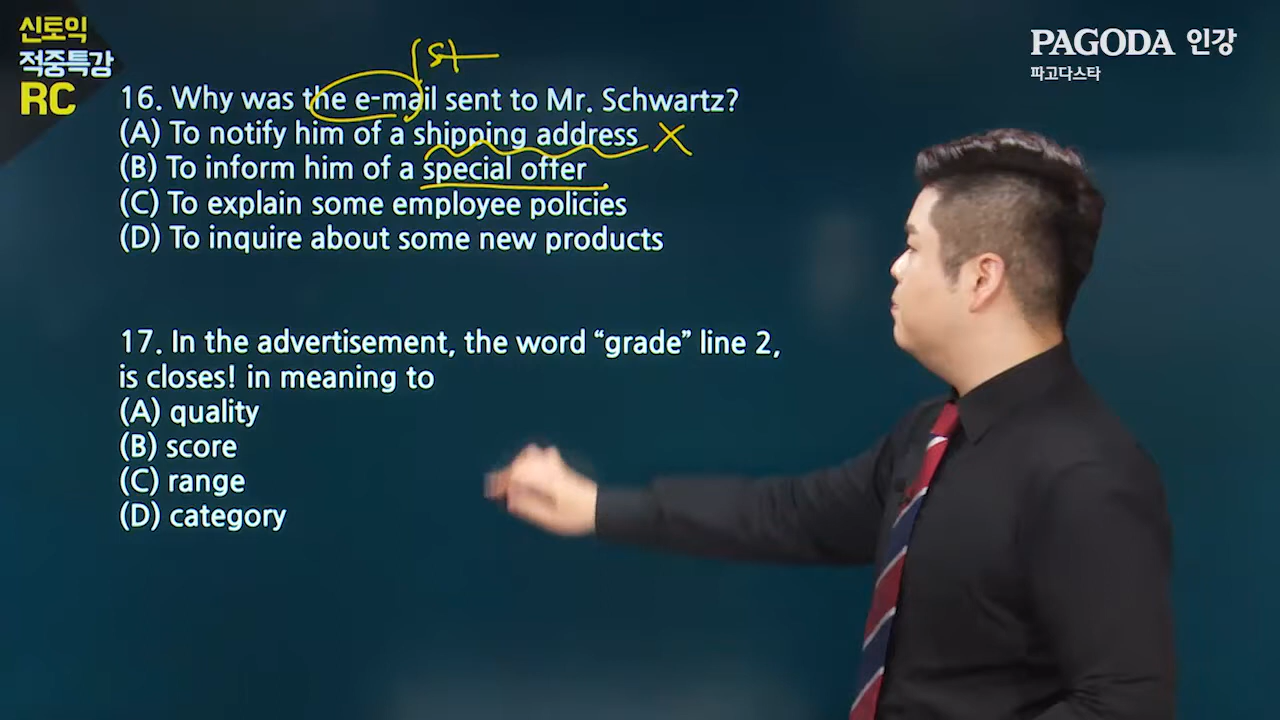 신토익
적중특강
RC
PAGODA 인강
파고다스타
1st
16. Why was the e-mail sent to Mr. Schwartz?
(A) To notify him of a shipping address X
(B) To inform him of a special offer
(C) To explain some employee policies
(D) To inquire about some new products
17. In the advertisement, the word “grade” line 2,
is closes! in meaning to
(A) quality
(B) score
(C) range
(D) category